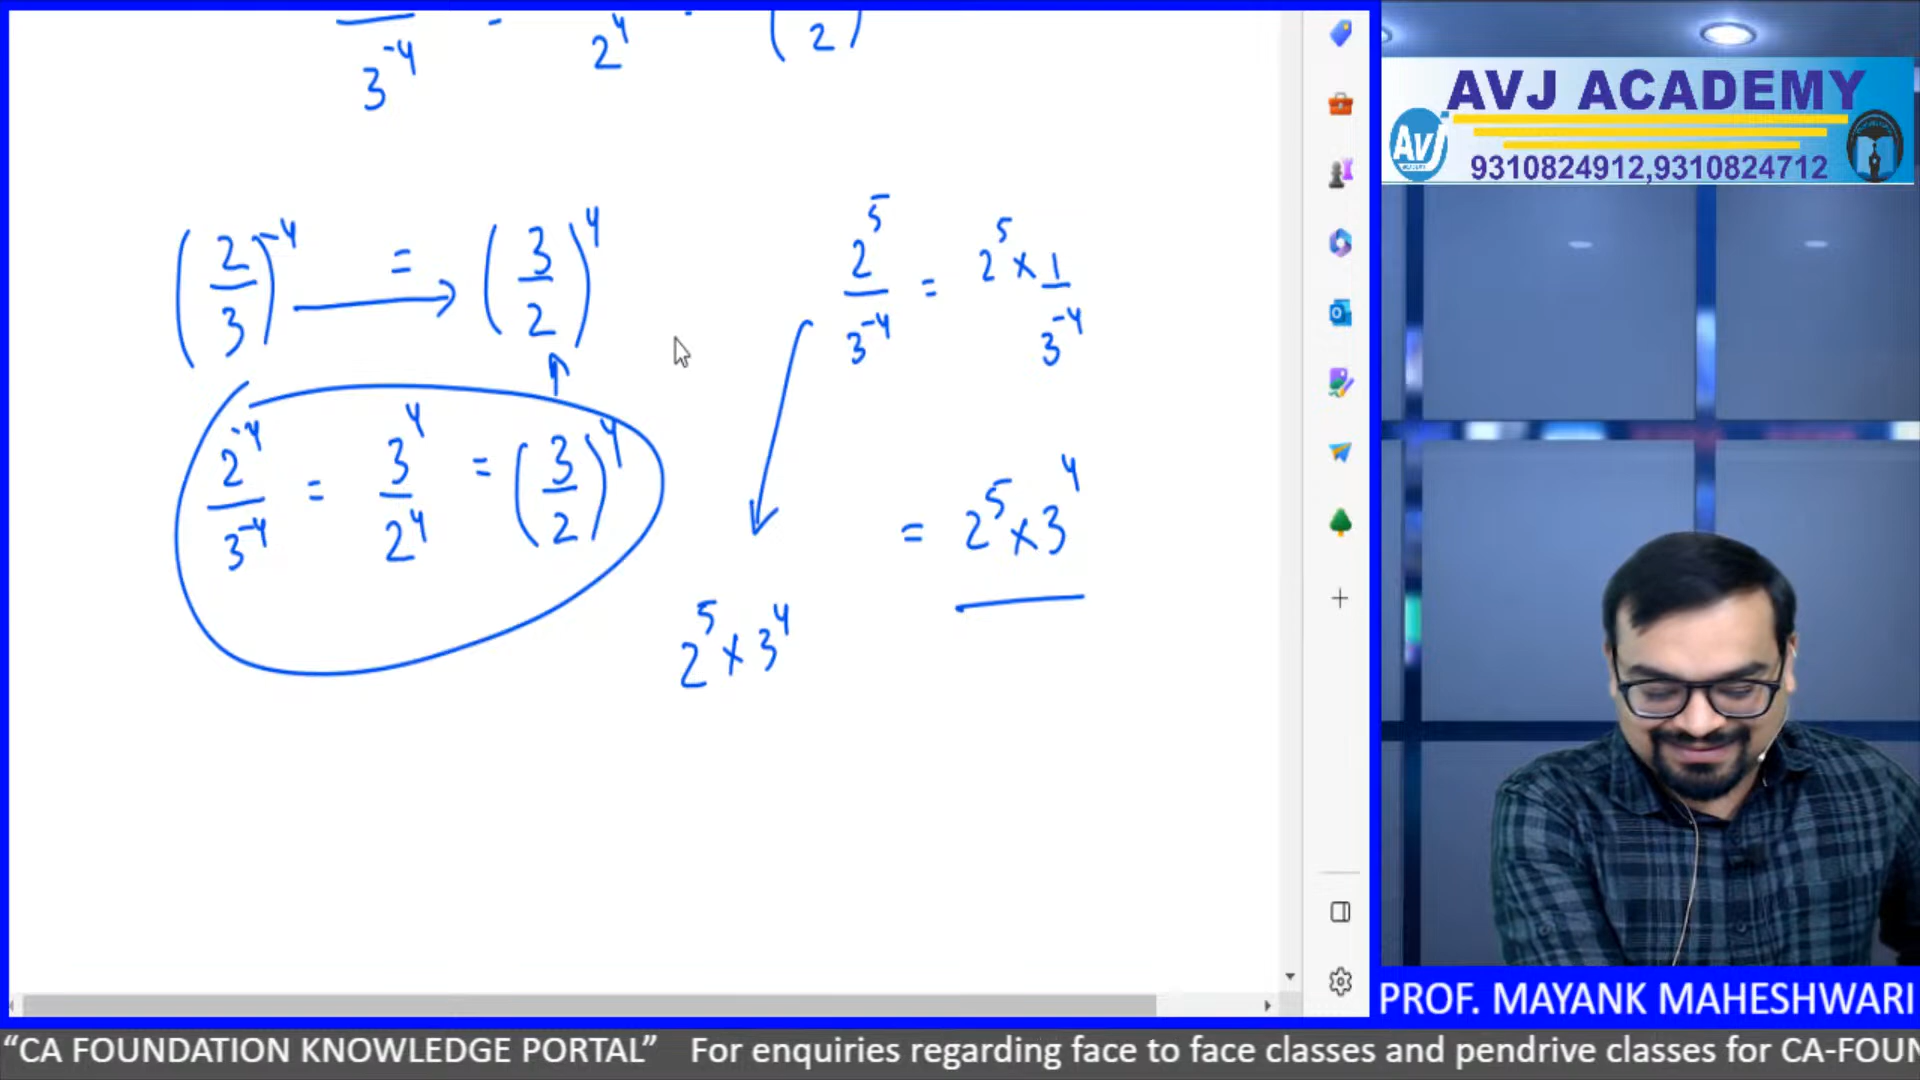 3^-4 = 2^4 (2)
(2/3)^-4 = → (3/2)^4
2^5/3^-4 = 2^5 × 1/3^-4
2^-4/3^-4 = 3^4/2^4 = (3/2)^4
= 2^5 × 3^4
2^5 × 3^4
AVJ ACADEMY
AVJ
9310824912,9310824712
PROF. MAYANK MAHESHWARI
“CA FOUNDATION KNOWLEDGE PORTAL” For enquiries regarding face to face classes and pendrive classes for CA-FOUN